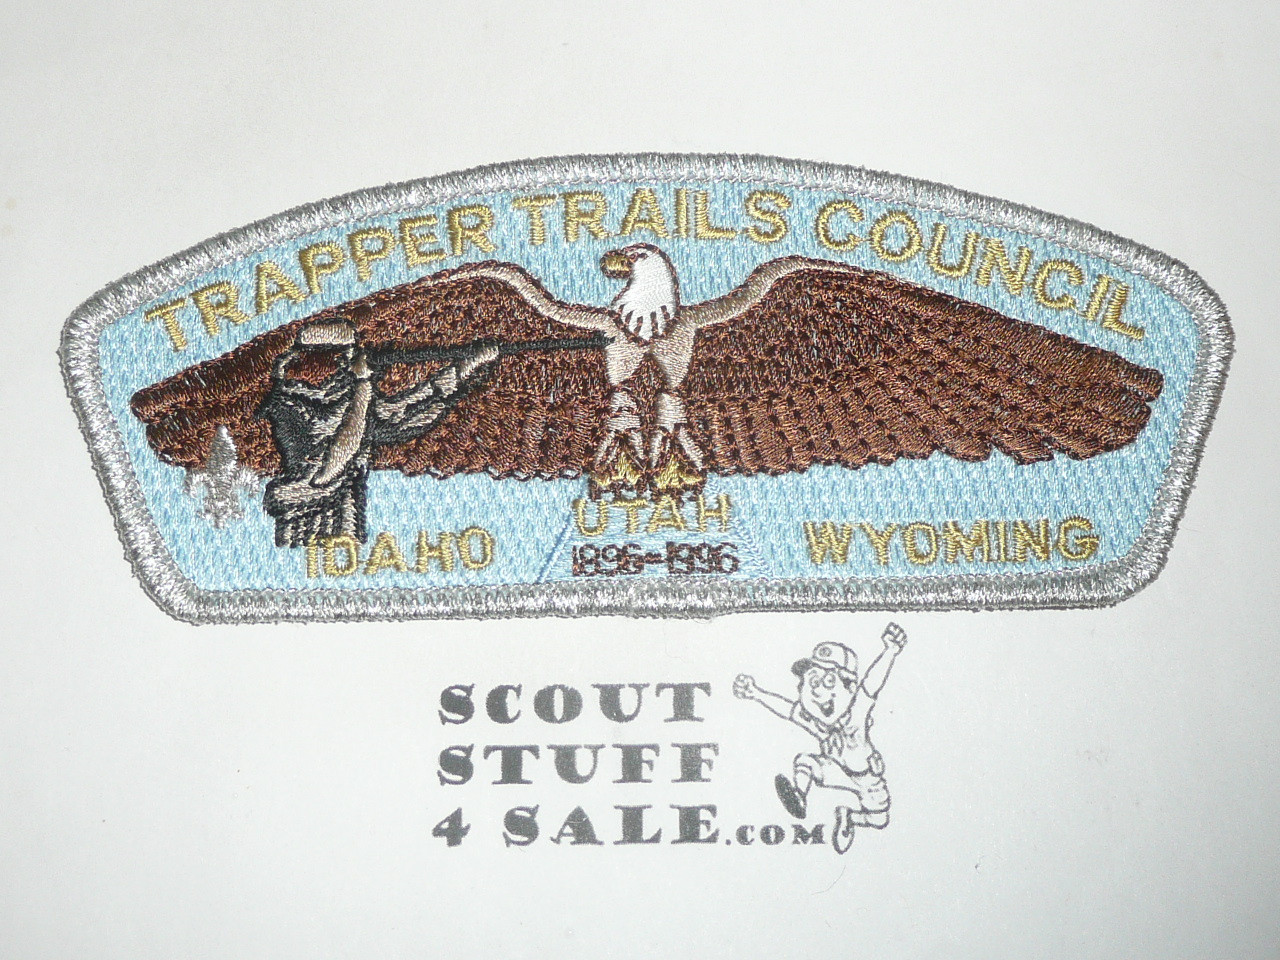 TRAPPER TRAILS COUNCIL
IDAHO
UTAH
WYOMING
1896-1996
SCOUT
STUFF
4 SALE.COM